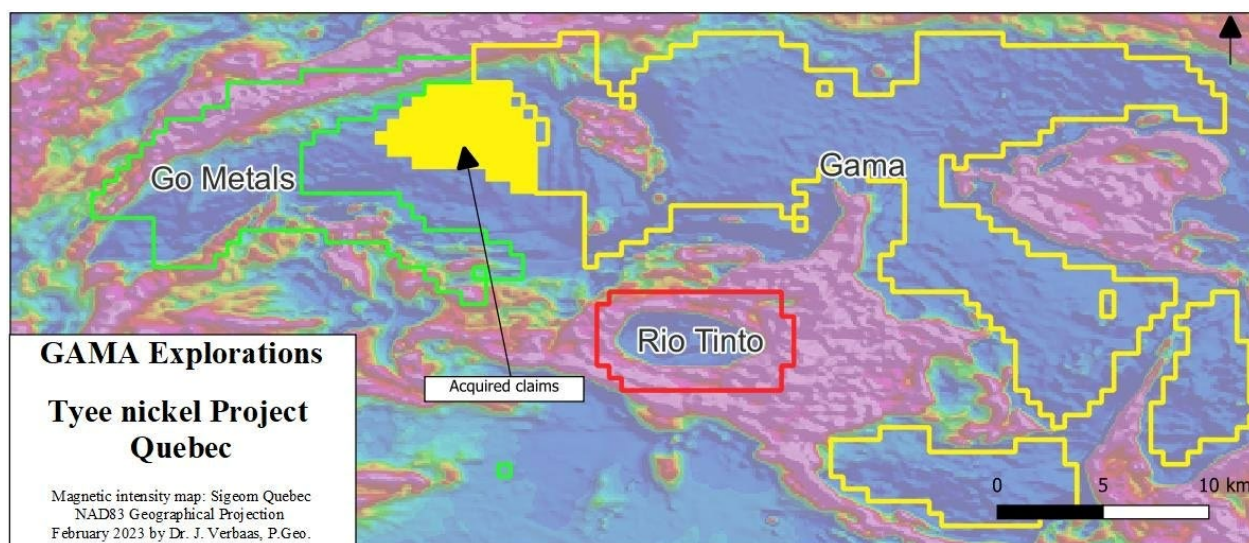 Go Metals
Gama
Rio Tinto
Acquired claims
GAMA Explorations
Tyee nickel Project
Quebec
Magnetic intensity map: Sigeom Quebec
NAD83 Geographical Projection
February 2023 by Dr. J. Verbaas, P.Geo.
0 5 10 km